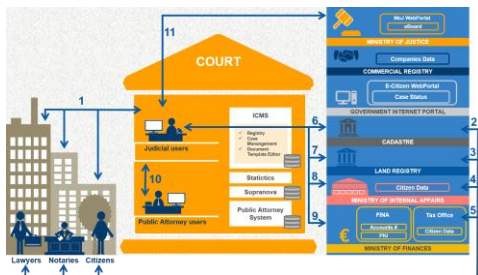 11
MoJ WebPortal
eBoard
MINISTRY OF JUSTICE
Companies Data
COMMERCIAL REGISTRY
E-Citizen WebPortal
Case Status
GOVERNMENT INTERNET PORTAL
CADASTRE
LAND REGISTRY
Citizen Data
MINISTRY OF INTERNAL AFFAIRS
FINA
Accounts #
PKI
Tax Office
Citizen Data
MINISTRY OF FINANCES
COURT
ICMS
Registry
Case
Management
Document
Template Editor
Statistics
Supranova
Public Attorney
System
Judicial users
10
Public Attorney users
1
6
7
8
9
2
3
4
5
Lawyers
Notaries
Citizens